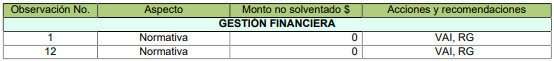 Observación No. Aspecto Monto no solventado $ Acciones y recomendaciones
GESTIÓN FINANCIERA
1 Normativa 0 VAI, RG
12 Normativa 0 VAI, RG